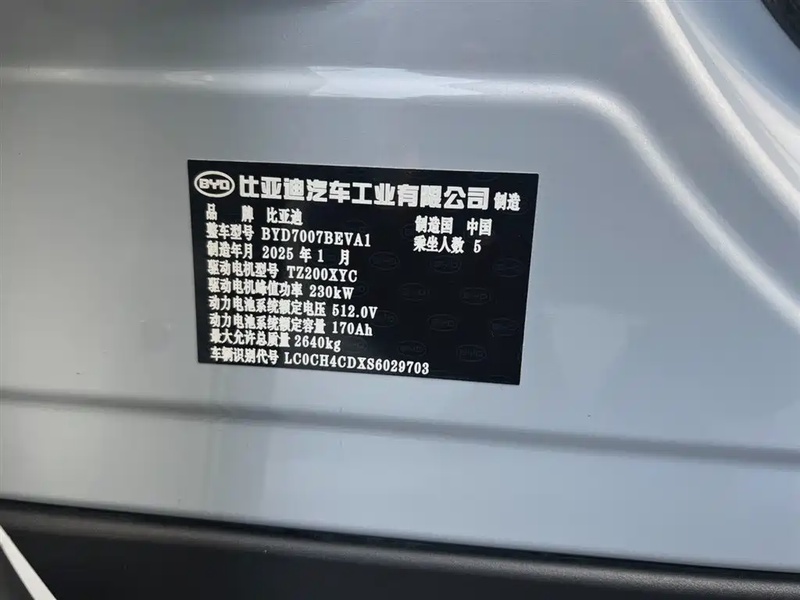 BYD 比亚迪汽车工业有限公司 制造
品 牌 比亚迪 制造国 中国
整车型号 BYD7007BEVA1 乘坐人数 5
制造年月 2025 年 1 月
驱动电机型号 TZ200XYC
驱动电机峰值功率 230kW
动力电池系统额定电压 512.0V
动力电池系统额定容量 170Ah
最大允许总质量 2640kg
车辆识别代号 LC0CH4CDXS6029703